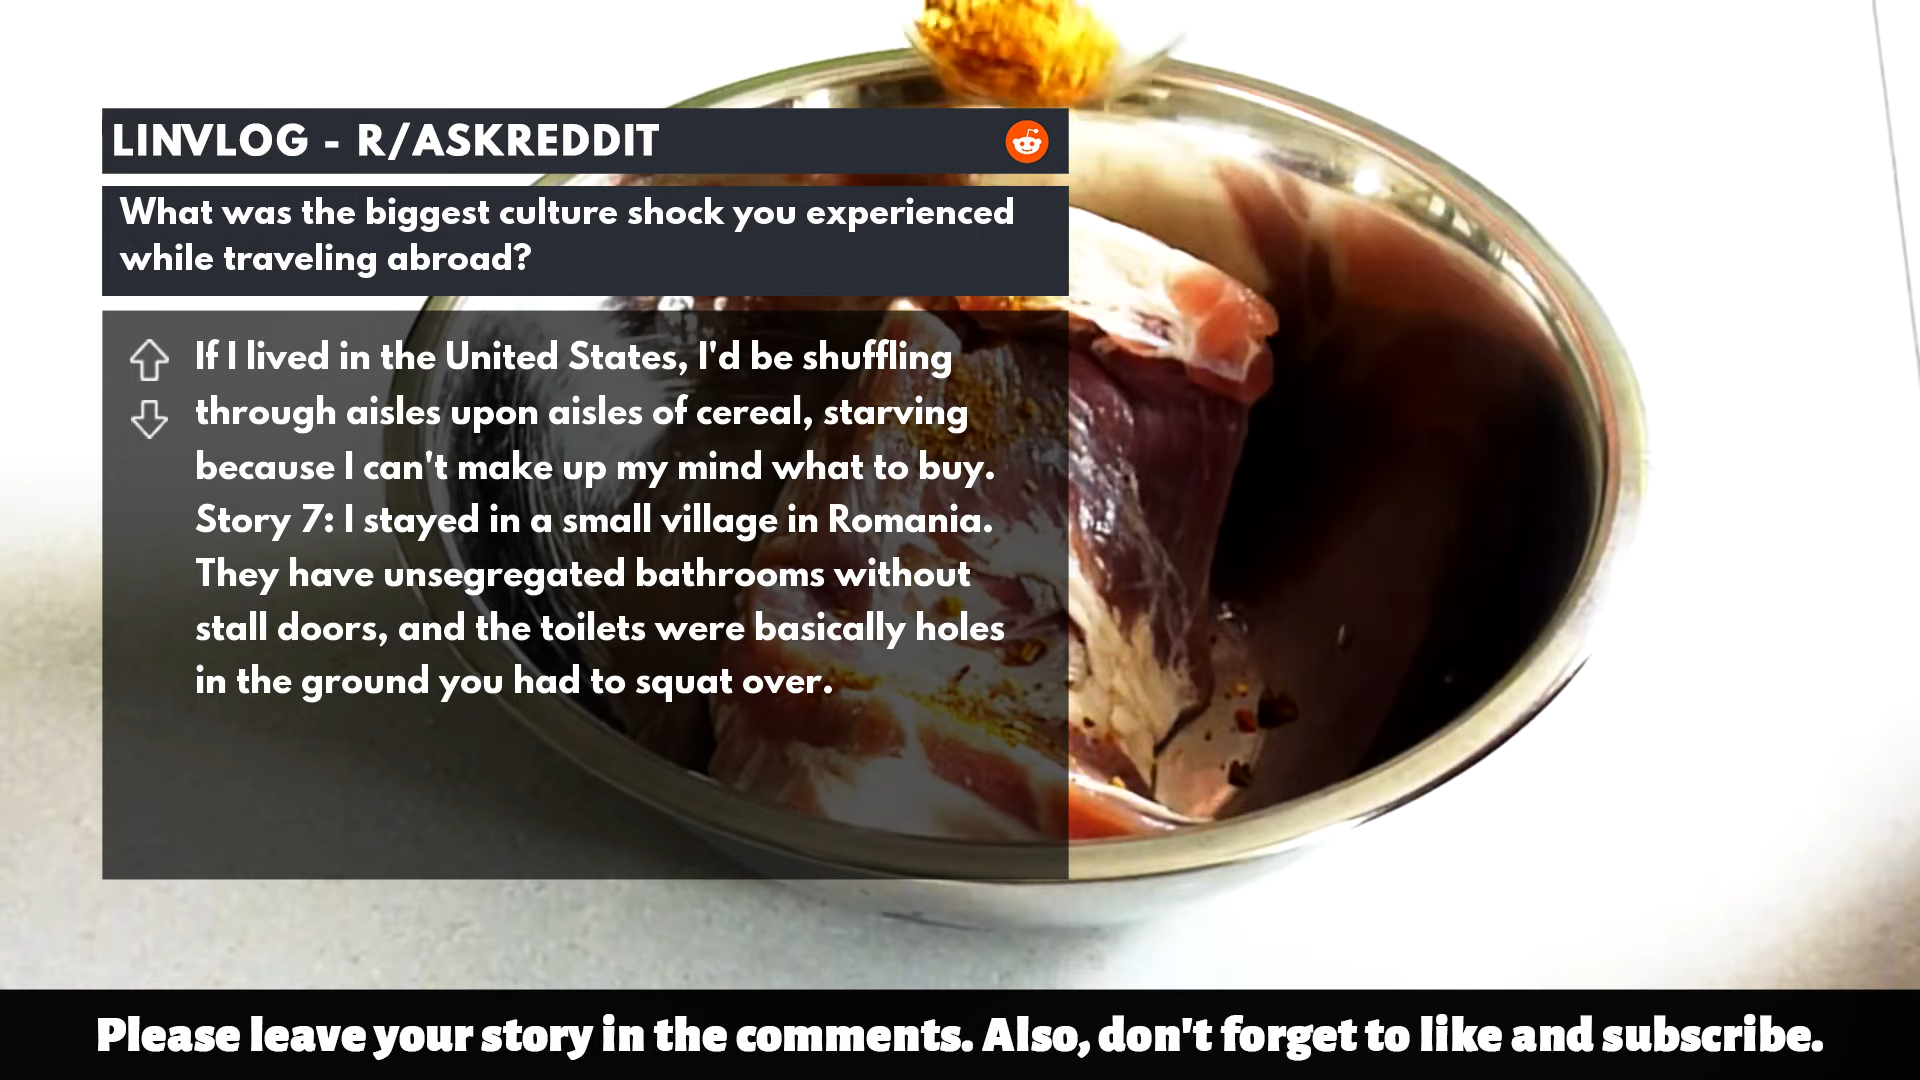 LINVLOG - R/ASKREDDIT
What was the biggest culture shock you experienced
while traveling abroad?
If I lived in the United States, I'd be shuffling
through aisles upon aisles of cereal, starving
because I can't make up my mind what to buy.
Story 7: I stayed in a small village in Romania.
They have unsegregated bathrooms without
stall doors, and the toilets were basically holes
in the ground you had to squat over.
Please leave your story in the comments. Also, don't forget to like and subscribe.